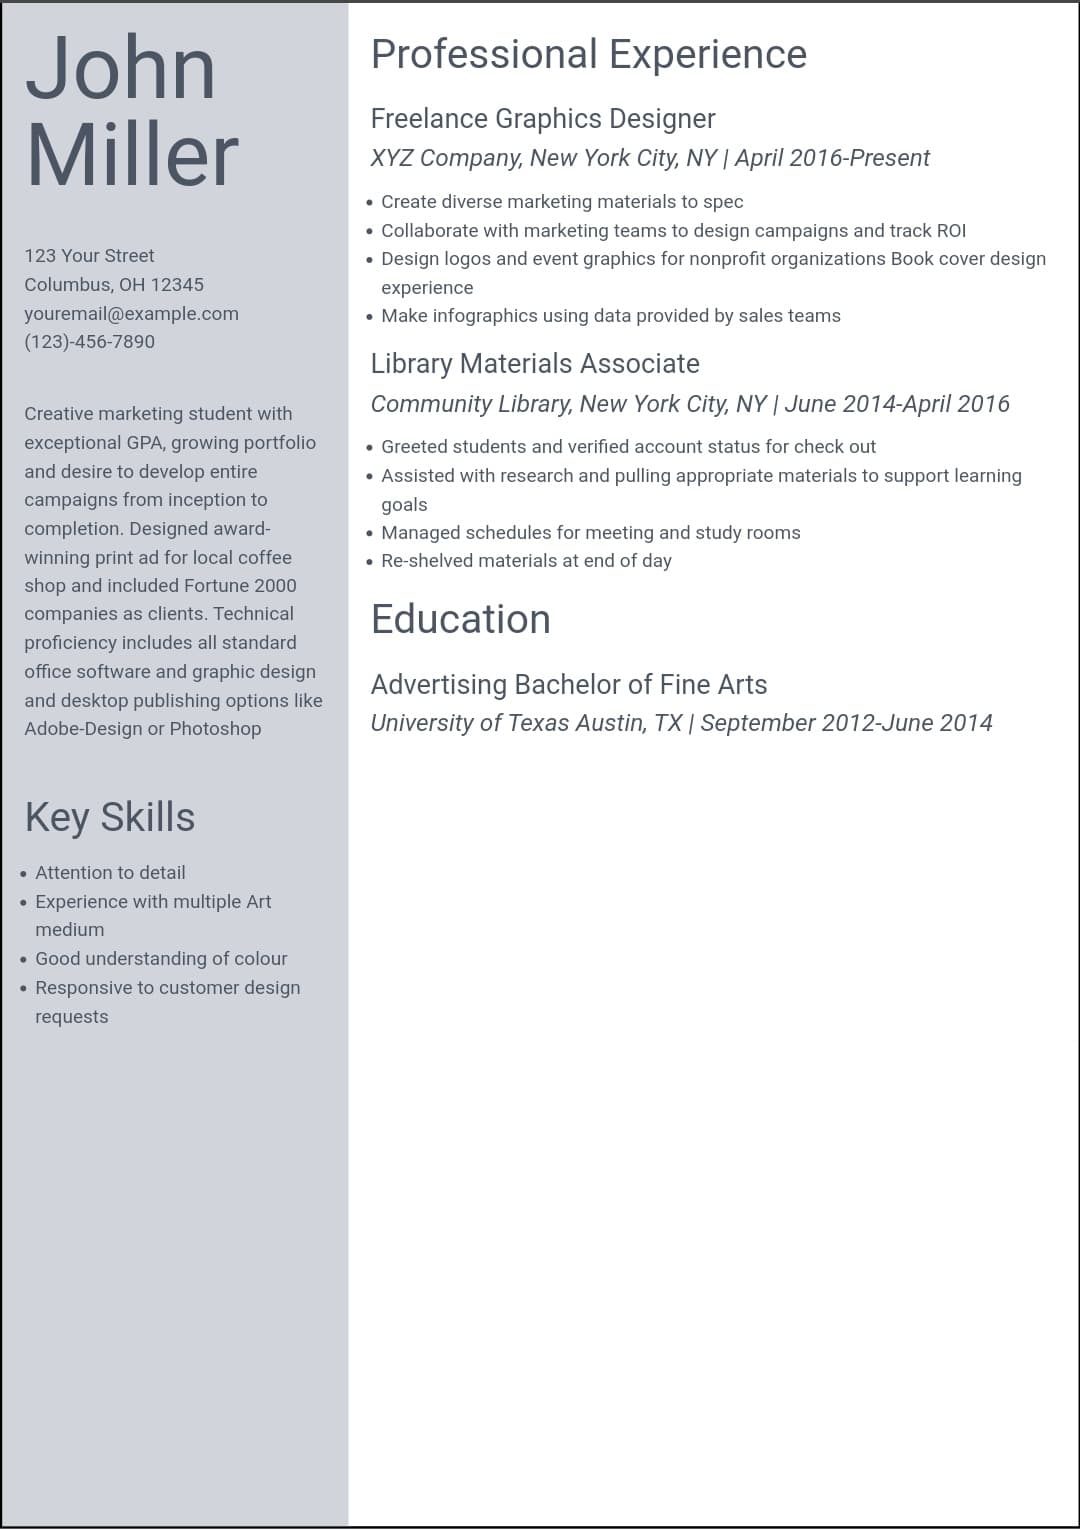 John
Miller
123 Your Street
Columbus, OH 12345
youremail@example.com
(123)-456-7890
Creative marketing student with
exceptional GPA, growing portfolio
and desire to develop entire
campaigns from inception to
completion. Designed award-
winning print ad for local coffee
shop and included Fortune 2000
companies as clients. Technical
proficiency includes all standard
office software and graphic design
and desktop publishing options like
Adobe-Design or Photoshop
Key Skills
• Attention to detail
• Experience with multiple Art
medium
• Good understanding of colour
• Responsive to customer design
requests
Professional Experience
Freelance Graphics Designer
XYZ Company, New York City, NY | April 2016-Present
• Create diverse marketing materials to spec
• Collaborate with marketing teams to design campaigns and track ROI
• Design logos and event graphics for nonprofit organizations Book cover design
experience
• Make infographics using data provided by sales teams
Library Materials Associate
Community Library, New York City, NY | June 2014-April 2016
• Greeted students and verified account status for check out
• Assisted with research and pulling appropriate materials to support learning
goals
• Managed schedules for meeting and study rooms
• Re-shelved materials at end of day
Education
Advertising Bachelor of Fine Arts
University of Texas Austin, TX | September 2012-June 2014